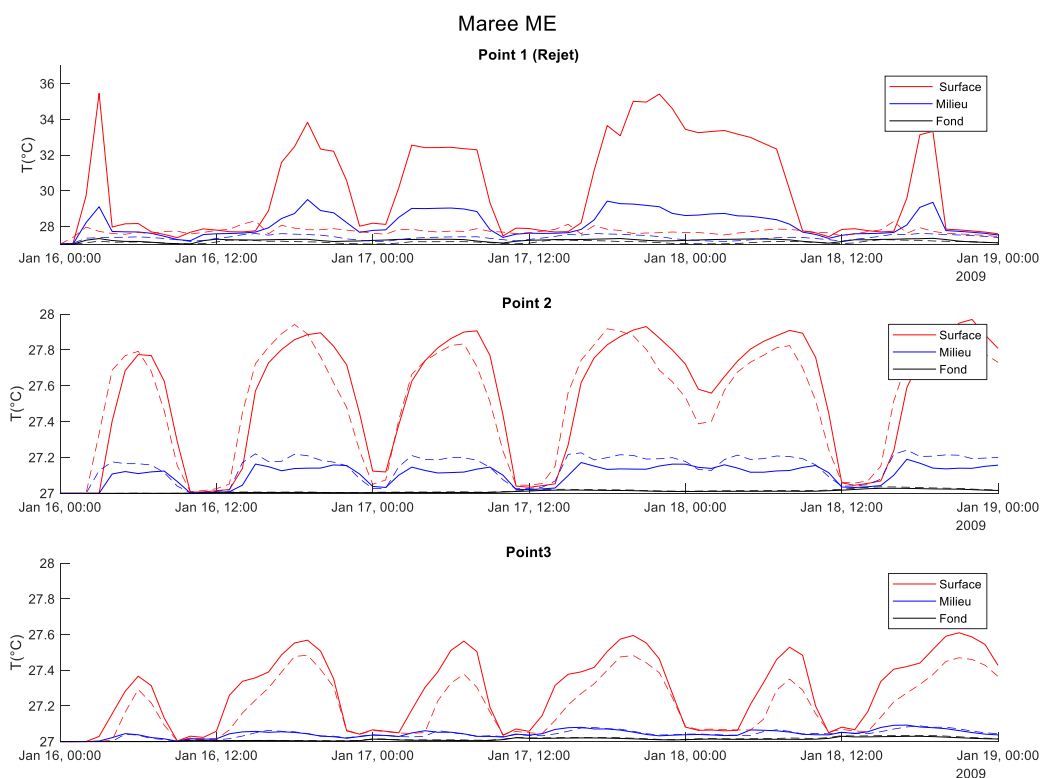 Maree ME
Point 1 (Rejet)
36
34
32
30
28
T(°C)
Surface
Milieu
Fond
Jan 16, 00:00
Jan 16, 12:00
Jan 17, 00:00
Jan 17, 12:00
Jan 18, 00:00
Jan 18, 12:00
Jan 19, 00:00
2009
Point 2
28
27.8
27.6
27.4
27.2
27
T(°C)
Surface
Milieu
Fond
Jan 16, 00:00
Jan 16, 12:00
Jan 17, 00:00
Jan 17, 12:00
Jan 18, 00:00
Jan 18, 12:00
Jan 19, 00:00
2009
Point3
28
27.8
27.6
27.4
27.2
27
T(°C)
Surface
Milieu
Fond
Jan 16, 00:00
Jan 16, 12:00
Jan 17, 00:00
Jan 17, 12:00
Jan 18, 00:00
Jan 18, 12:00
Jan 19, 00:00
2009